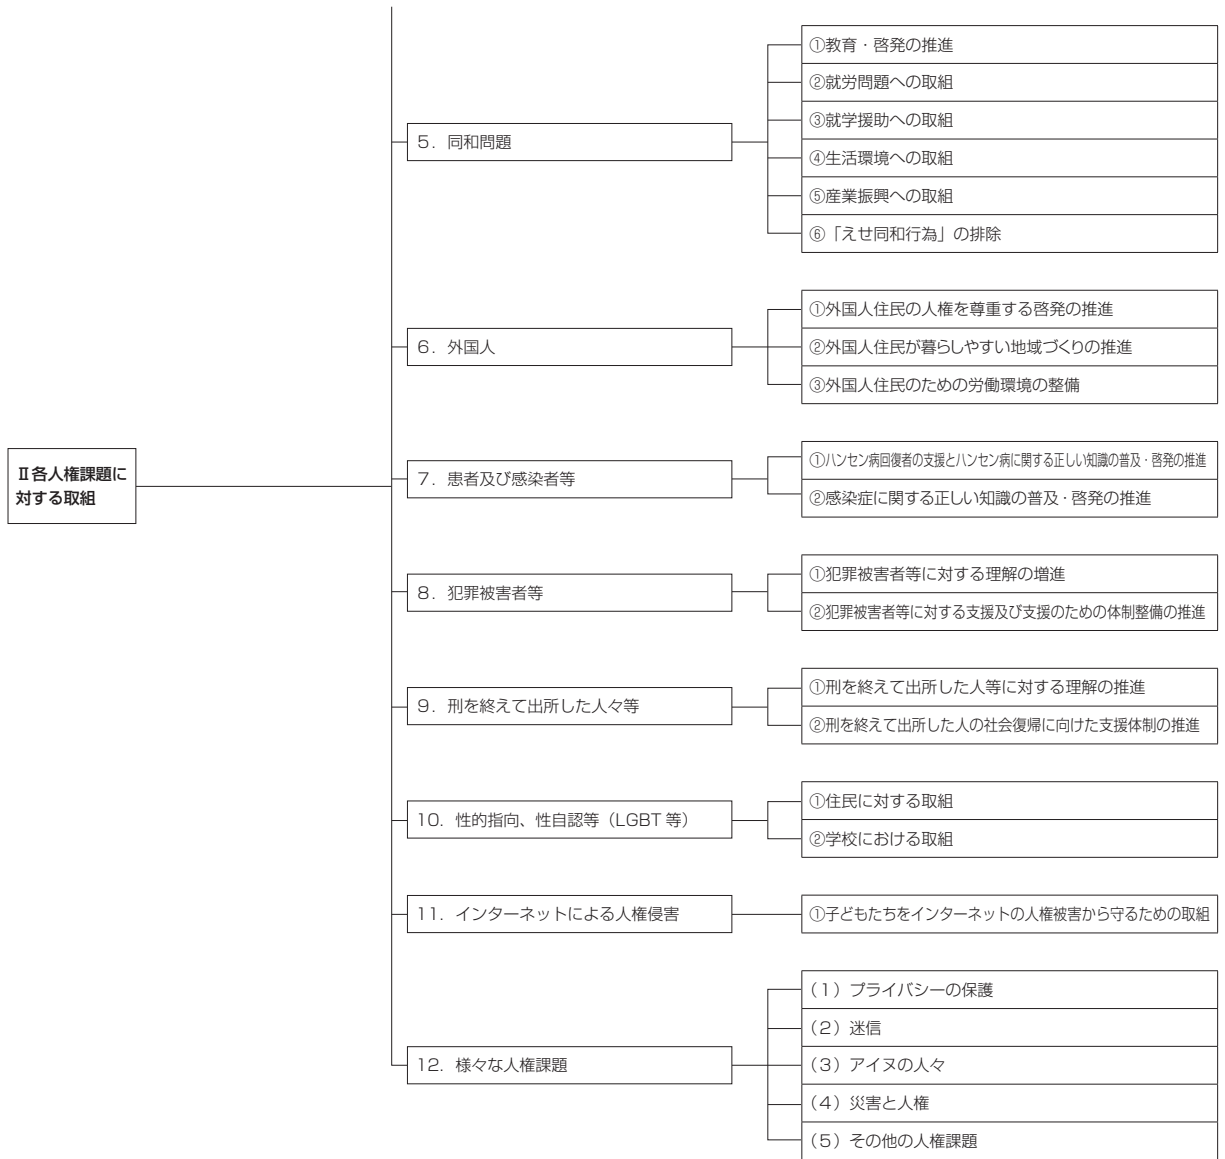 Ⅱ各人権課題に
対する取組
5．同和問題
①教育・啓発の推進
②就労問題への取組
③就学援助への取組
④生活環境への取組
⑤産業振興への取組
⑥「えせ同和行為」の排除
6．外国人
①外国人住民の人権を尊重する啓発の推進
②外国人住民が暮らしやすい地域づくりの推進
③外国人住民のための労働環境の整備
7．患者及び感染者等
①ハンセン病回復者の支援とハンセン病に関する正しい知識の普及・啓発の推進
②感染症に関する正しい知識の普及・啓発の推進
8．犯罪被害者等
①犯罪被害者等に対する理解の増進
②犯罪被害者等に対する支援及び支援のための体制整備の推進
9．刑を終えて出所した人々等
①刑を終えて出所した人等に対する理解の推進
②刑を終えて出所した人の社会復帰に向けた支援体制の推進
10．性的指向、性自認等（LGBT 等）
①住民に対する取組
②学校における取組
11．インターネットによる人権侵害
①子どもたちをインターネットの人権被害から守るための取組
12．様々な人権課題
（1）プライバシーの保護
（2）迷信
（3）アイヌの人々
（4）災害と人権
（5）その他の人権課題